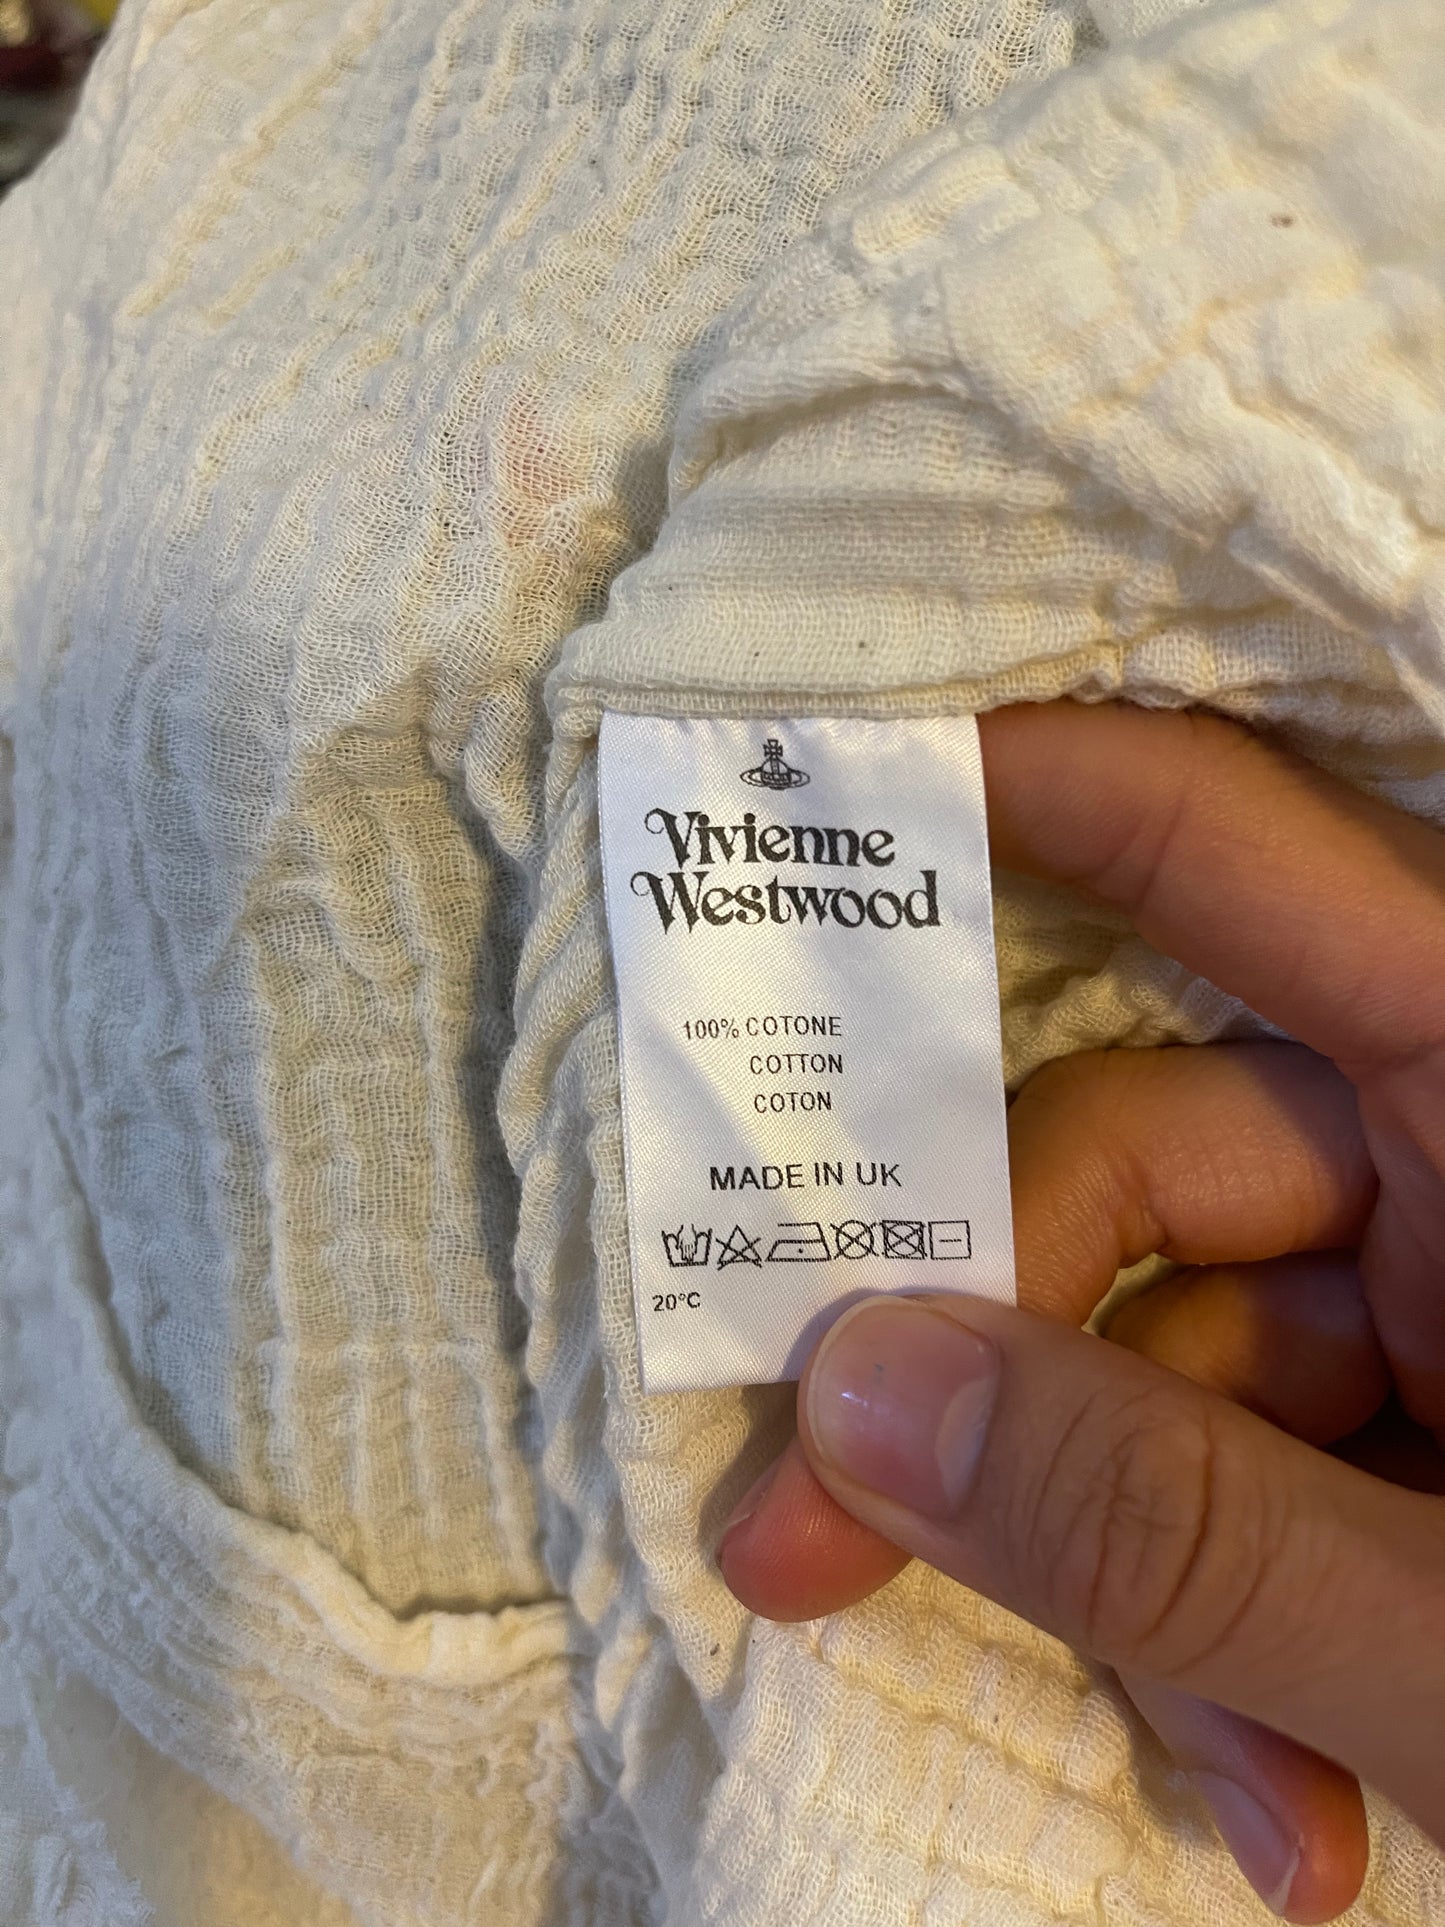 Vivienne
Westwood
100% COTONE
COTTON
COTON
MADE IN UK
20°C